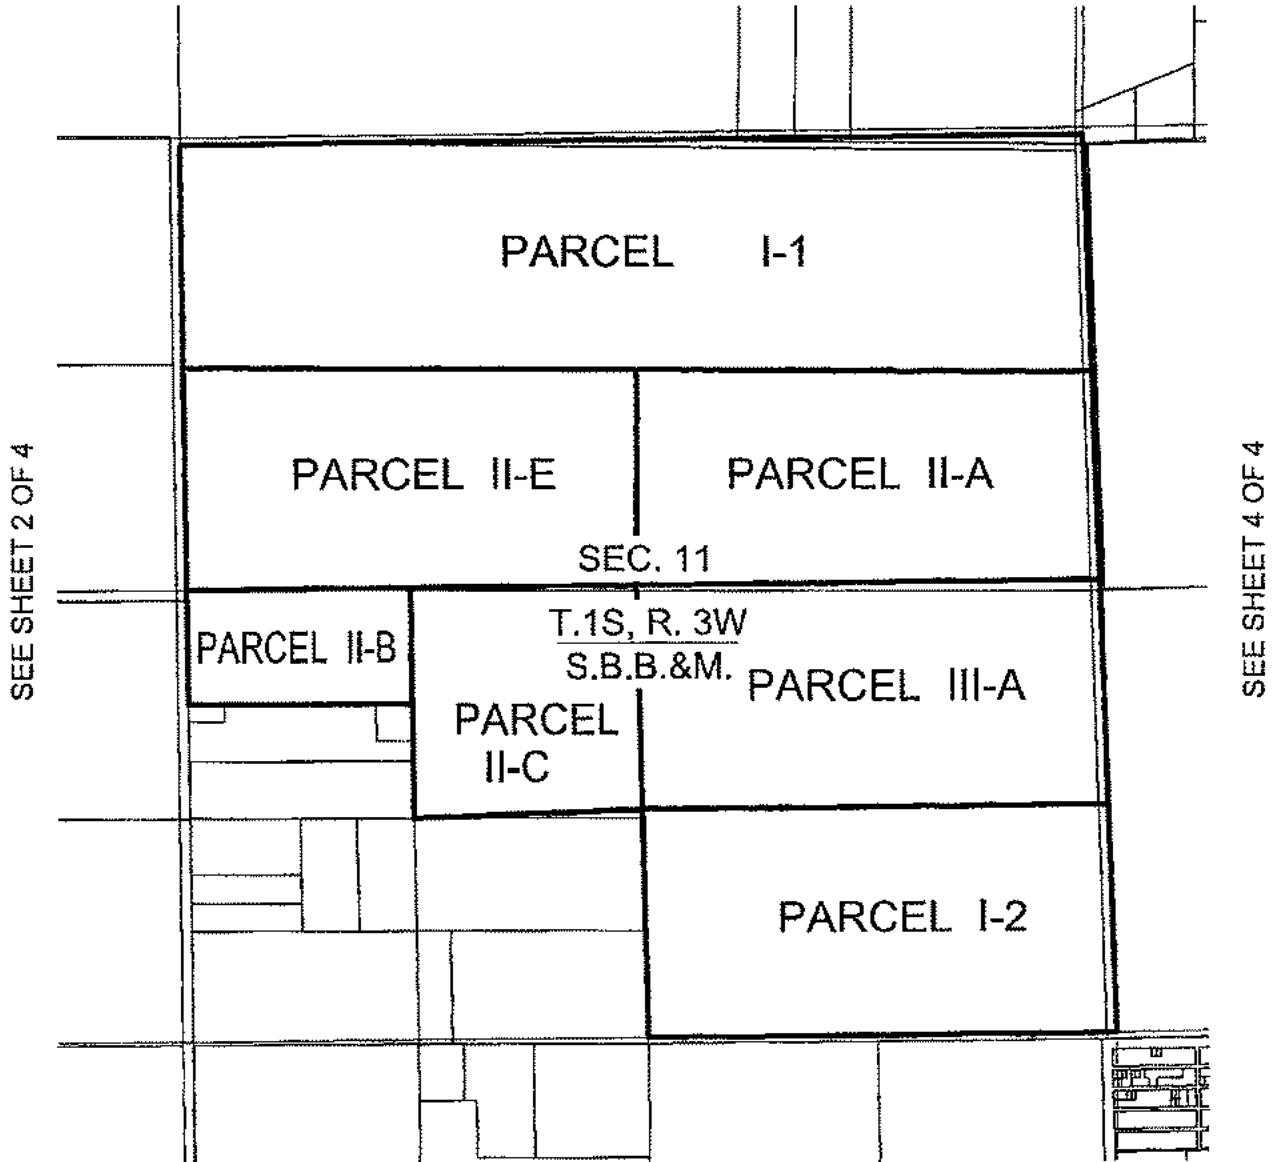 PARCEL I-1
PARCEL II-E
PARCEL II-A
SEC. 11
T.1S, R. 3W
S.B.B.&M.
PARCEL II-B
PARCEL III-A
PARCEL
II-C
PARCEL I-2
SEE SHEET 2 OF 4
SEE SHEET 4 OF 4